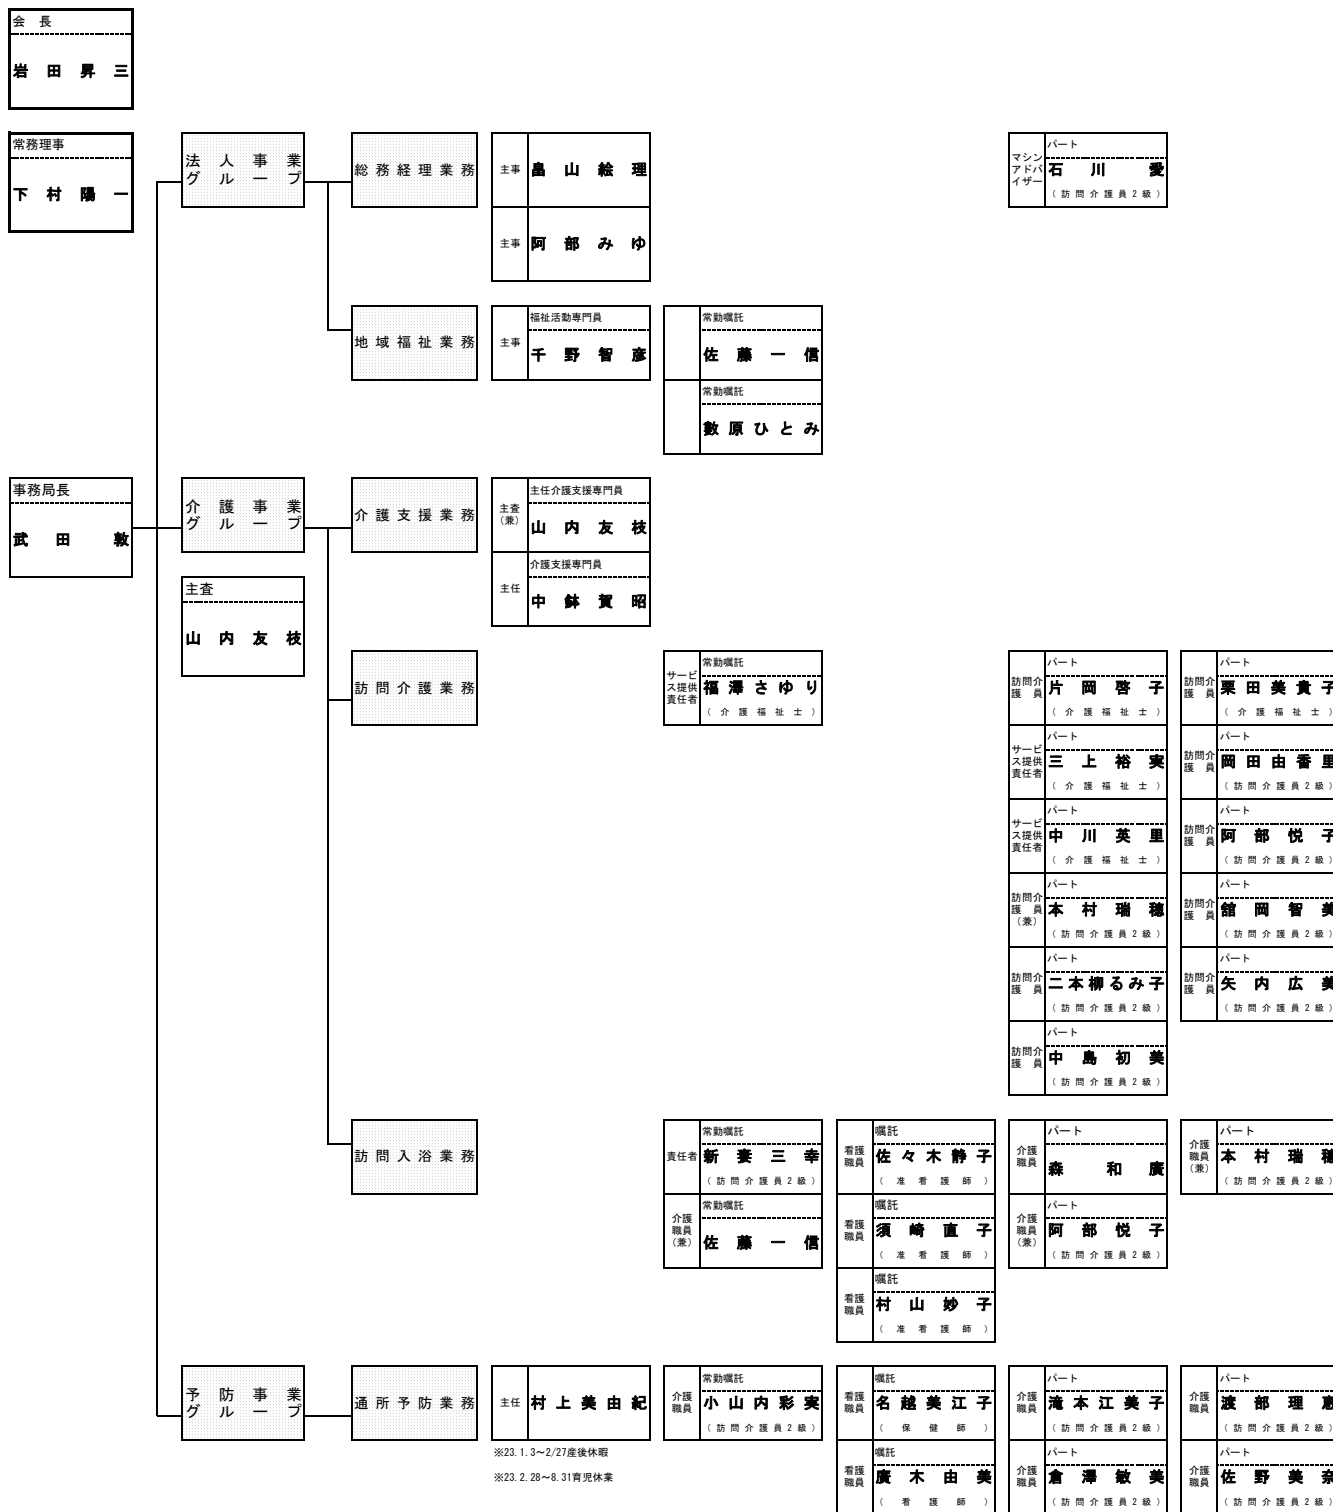 会 長
岩 田 昇 三
常務理事
下 村 陽 一
法 人 事 業
グ ル ー プ
総 務 経 理 業 務
主事
畠 山 絵 理
主事
阿 部 み ゆ
マシン
アドバ
イザー
パート
石 川 愛
(訪問介護員2級)
地 域 福 祉 業 務
主事
福祉活動専門員
千 野 智 彦
常勤嘱託
佐 藤 一 信
常勤嘱託
數 原 ひ と み
事務局長
武 田 敦
介 護 事 業
グ ル ー プ
主査
山 内 友 枝
介 護 支 援 業 務
主査
(兼)
主任介護支援専門員
山 内 友 枝
主任
介護支援専門員
中 鉢 賀 昭
訪 問 介 護 業 務
サービ
ス提供
責任者
常勤嘱託
福 澤 さ ゆ り
(介護福祉士)
訪問介
護 員
パート
片 岡 啓 子
(介護福祉士)
訪問介
護 員
パート
栗 田 美 貴 子
(介護福祉士)
サービ
ス提供
責任者
パート
三 上 裕 実
(介護福祉士)
訪問介
護 員
パート
岡 田 由 香 里
(訪問介護員2級)
サービ
ス提供
責任者
パート
中 川 英 里
(介護福祉士)
訪問介
護 員
パート
阿 部 悦 子
(訪問介護員2級)
訪問介
護 員
(兼)
パート
本 村 瑞 穂
(訪問介護員2級)
訪問介
護 員
パート
舘 岡 智 美
(訪問介護員2級)
訪問介
護 員
パート
二本柳るみ子
(訪問介護員2級)
訪問介
護 員
パート
矢 内 広 美
(訪問介護員2級)
訪問介
護 員
パート
中 島 初 美
(訪問介護員2級)
訪 問 入 浴 業 務
責任者
常勤嘱託
新 妻 三 幸
(訪問介護員2級)
看護
職員
嘱託
佐 々 木 静 子
(准看護師)
介護
職員
パート
森 和 廣
介護
職員
(兼)
パート
本 村 瑞 穂
(訪問介護員2級)
介護
職員
(兼)
常勤嘱託
佐 藤 一 信
看護
職員
嘱託
須 崎 直 子
(准看護師)
介護
職員
(兼)
パート
阿 部 悦 子
(訪問介護員2級)
看護
職員
嘱託
村 山 妙 子
(准看護師)
予 防 事 業
グ ル ー プ
通 所 予 防 業 務
主任
村 上 美 由 紀
※23.1.3~2/27産後休暇
※23.2.28~8.31育児休業
介護
職員
常勤嘱託
小 山 内 彩 実
(訪問介護員2級)
看護
職員
嘱託
名 越 美 江 子
(保健師)
介護
職員
パート
滝 本 江 美 子
(訪問介護員2級)
介護
職員
パート
渡 部 理 恵
(訪問介護員2級)
看護
職員
嘱託
廣 木 由 美
(看護師)
介護
職員
パート
倉 澤 敏 美
(訪問介護員2級)
介護
職員
パート
佐 野 美 奈
(訪問介護員2級)